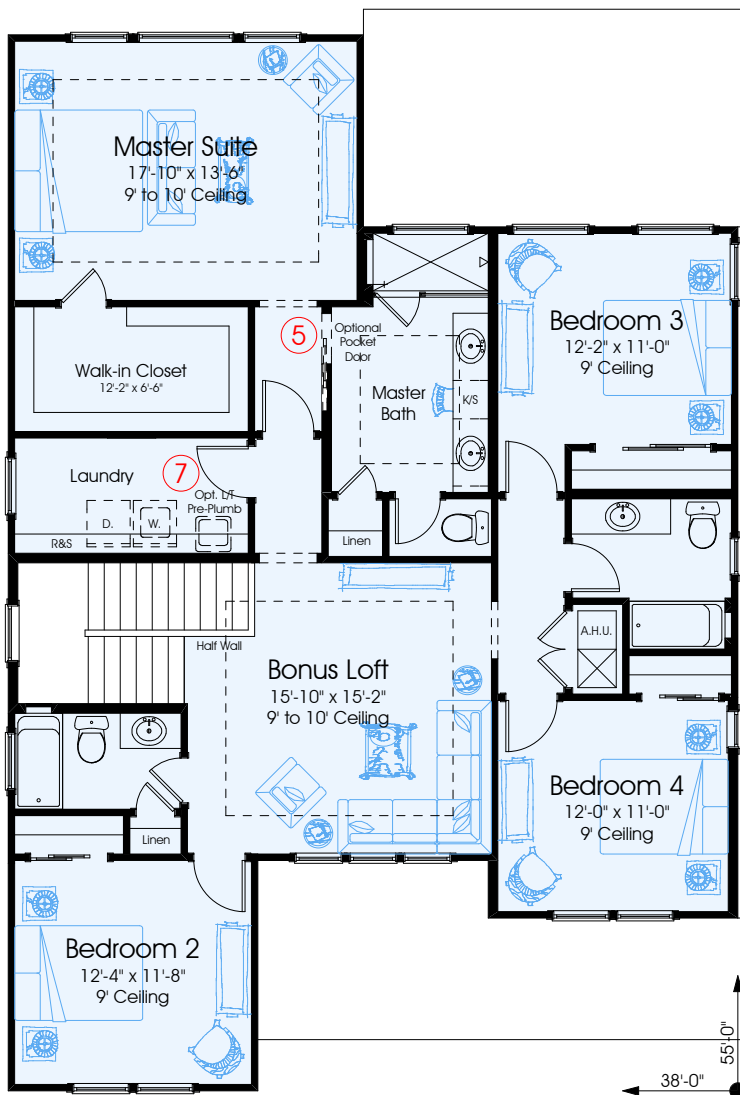 Master Suite
17'-10" x 13'-6"
9' to 10' Ceiling
5
Optional
Pocket
Door
Bedroom 3
12'-2" x 11'-0"
9' Ceiling
Walk-in Closet
12'-2" x 6'-6"
Master
Bath
K/S
Laundry
7
Opt. L/T
Pre-Plumb
D.
W.
R&S
Linen
A.H.U.
Half Wall
Bonus Loft
15'-10" x 15'-2"
9' to 10' Ceiling
Bedroom 4
12'-0" x 11'-0"
9' Ceiling
Linen
Bedroom 2
12'-4" x 11'-8"
9' Ceiling
55'-0"
38'-0"